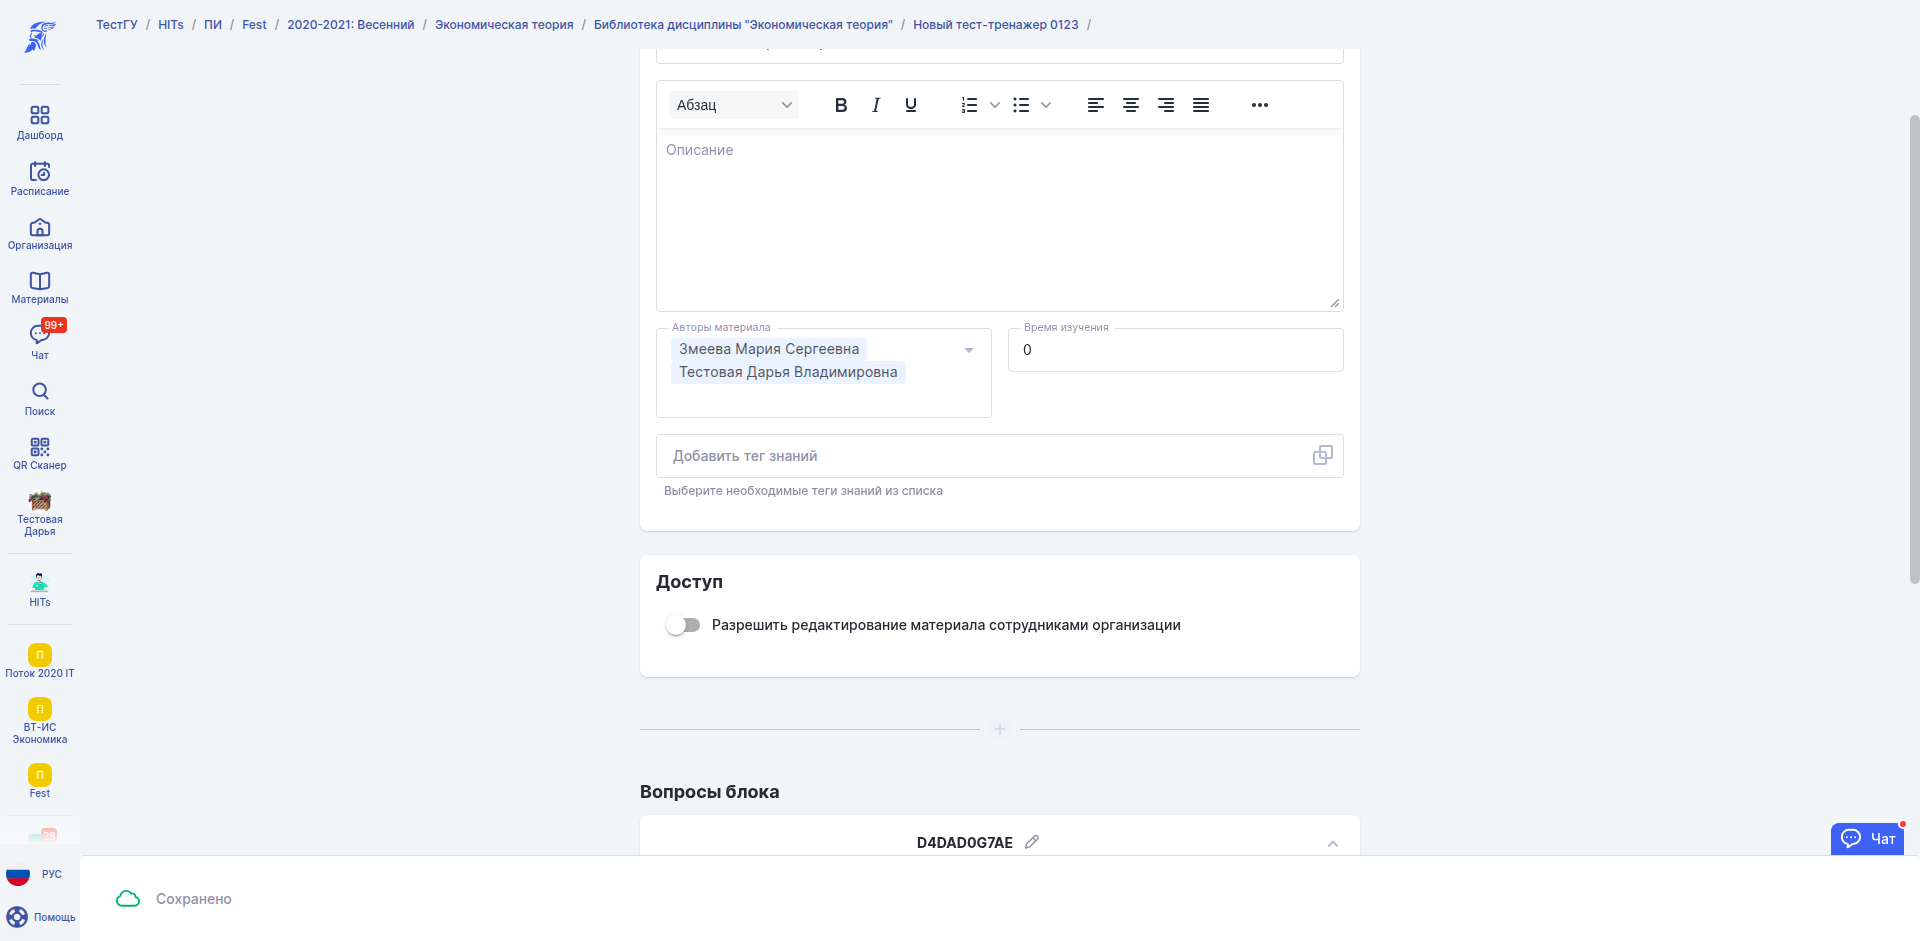 ТестГУ / HITs / ПИ / Fest / 2020-2021: Весенний / Экономическая теория / Библиотека дисциплины "Экономическая теория" / Новый тест-тренажер 0123 /
Дашборд
Расписание
Организация
Материалы
99+
Чат
Поиск
QR Сканер
Тестовая
Дарья
HITs
П
Поток 2020 IT
П
ВТ-ИС
Экономика
П
Fest
28
РУС
Помощь
Абзац
B I U
Описание
Авторы материала
Змеева Мария Сергеевна
Тестовая Дарья Владимировна
Время изучения
0
Добавить тег знаний
Выберите необходимые теги знаний из списка
Доступ
Разрешить редактирование материала сотрудниками организации
Вопросы блока
D4DAD0G7AE
Чат
Сохранено